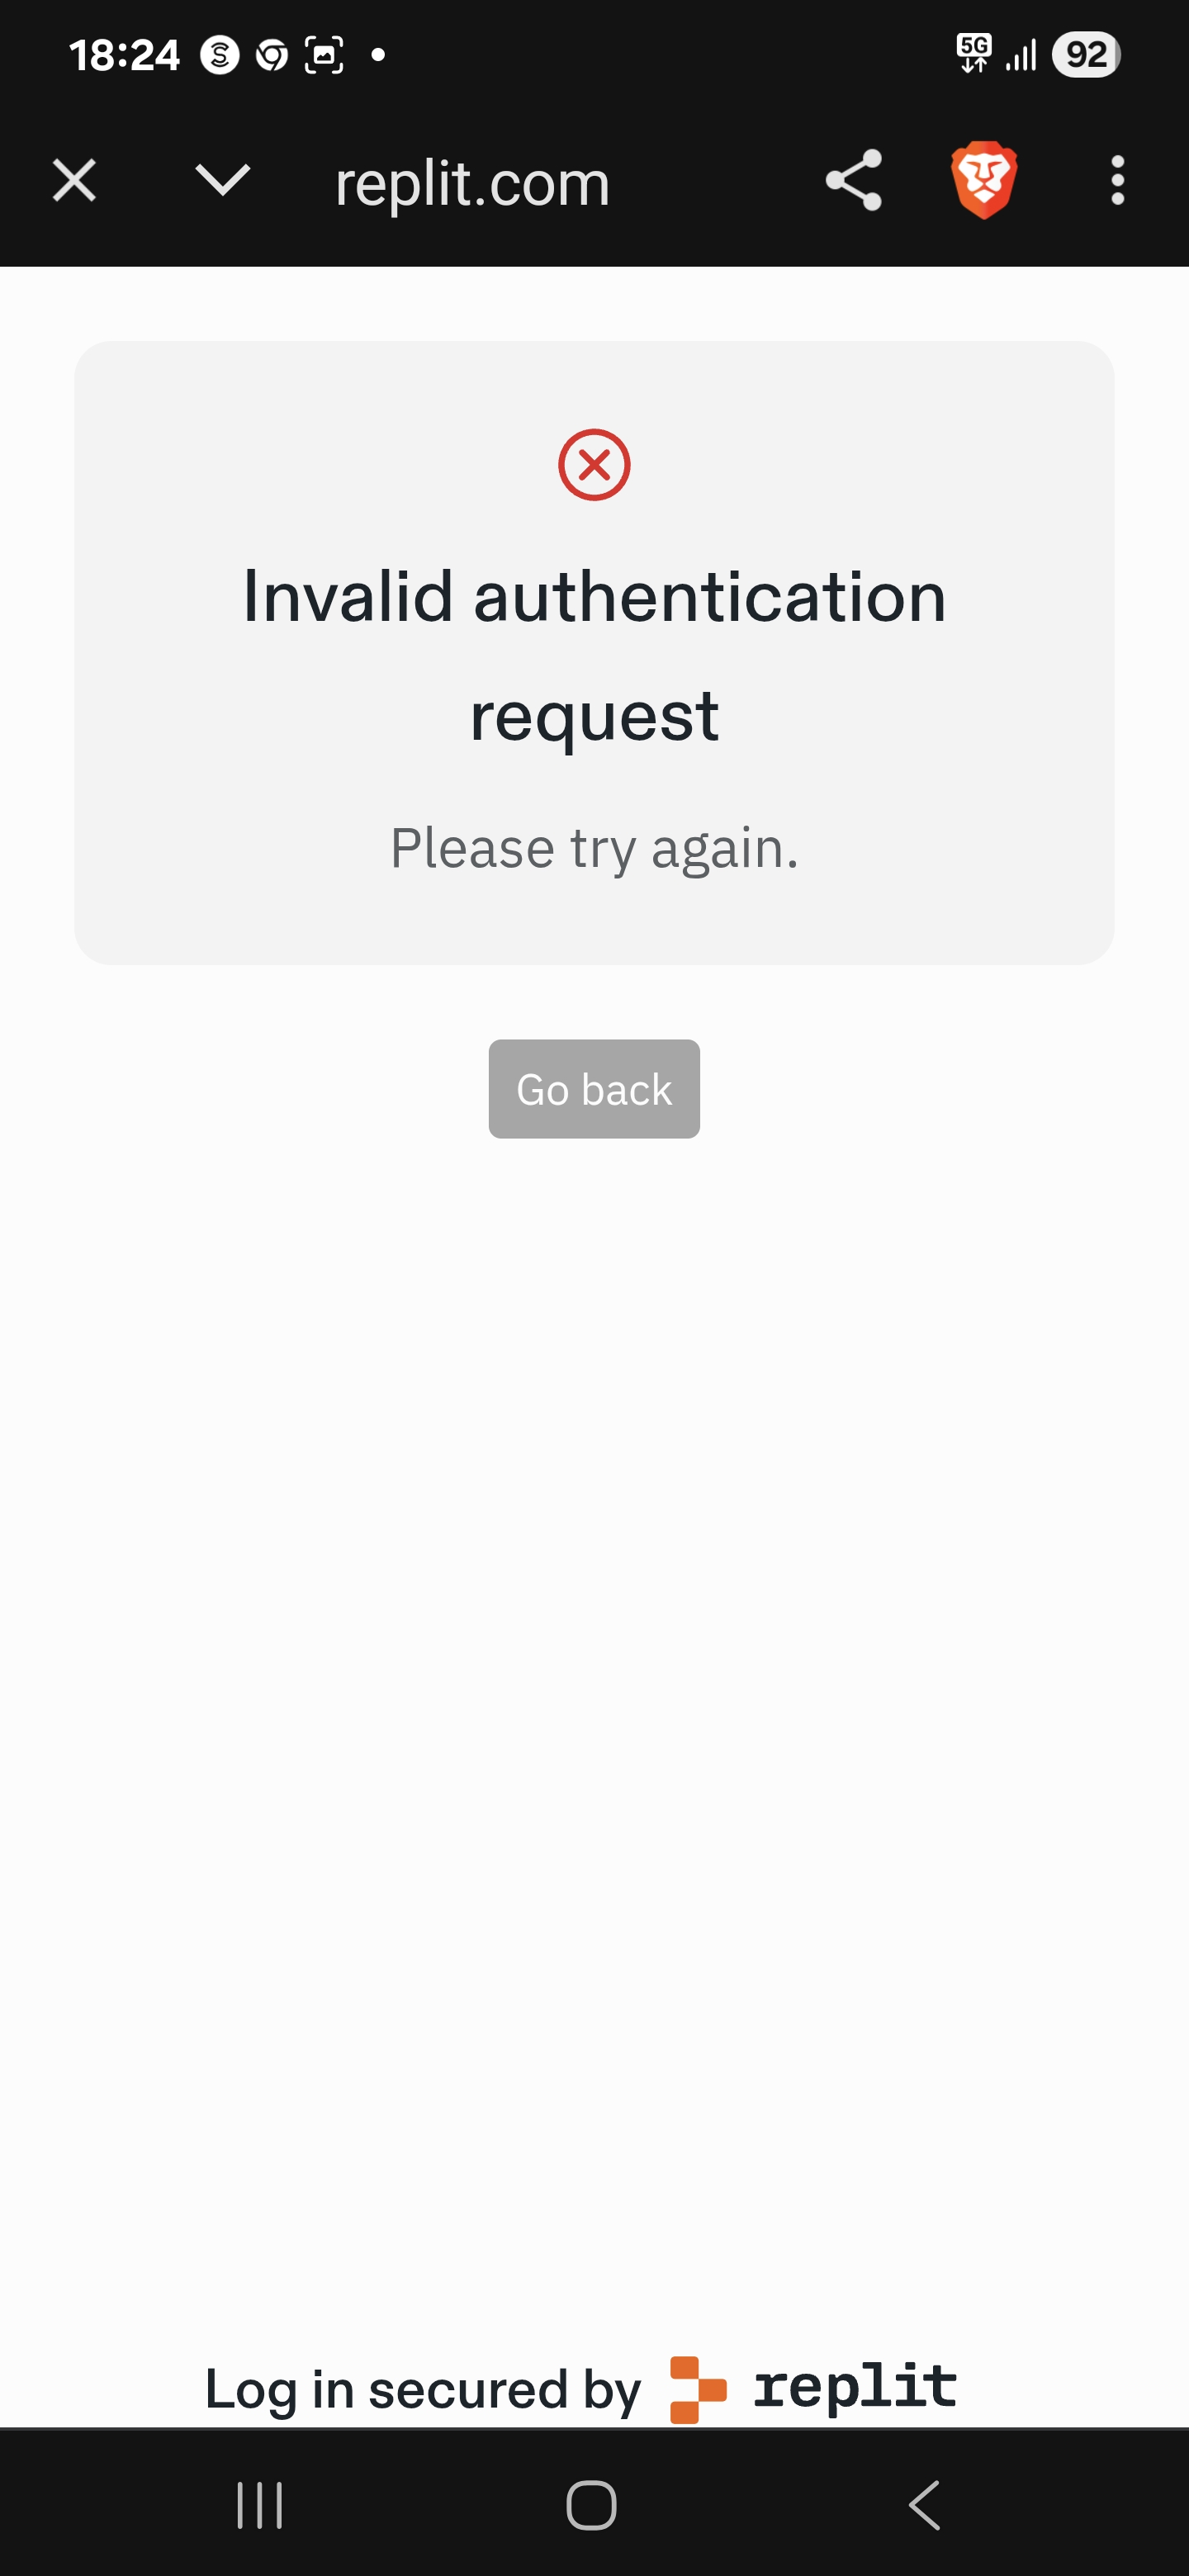 18:24
5G
92
replit.com
Invalid authentication
request
Please try again.
Go back
Log in secured by replit